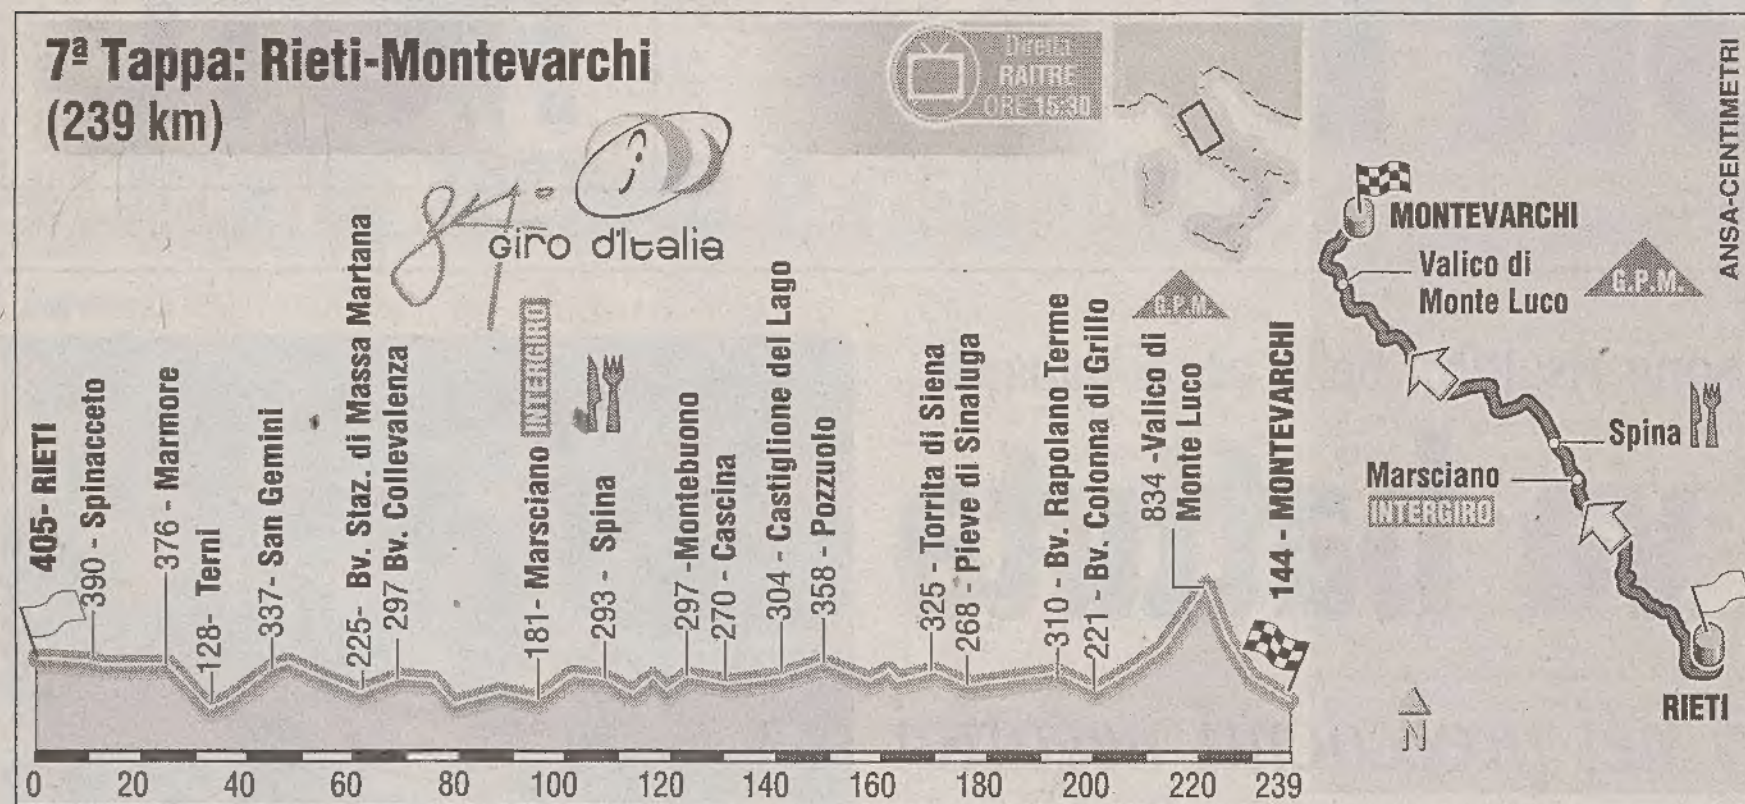 7ª Tappa: Rieti-Montevarchi
(239 km)
Diretta
RAITRE
ORE 15:30
giro d'Italia
ANSA-CENTIMETRI
405- RIETI
390 - Spinacceto
376 - Marmore
128- Terni
337- San Gemini
225- Bv. Staz. di Massa Martana
297 Bv. Collevalenza
181- Marsciano INTERGIRO
293 - Spina
297 -Montebuono
270 - Cascina
304 - Castiglione del Lago
358 - Pozzuolo
325 - Torrita di Siena
268 - Pieve di Sinaluga
310 - Bv. Rapolano Terme
221 - Bv. Colonna di Grillo
G.P.M.
834 -Valico di
Monte Luco
144 - MONTEVARCHI
0 20 40 60 80 100 120 140 160 180 200 220 239
MONTEVARCHI
Valico di
Monte Luco
G.P.M.
Spina
Marsciano
INTERGIRO
RIETI
N